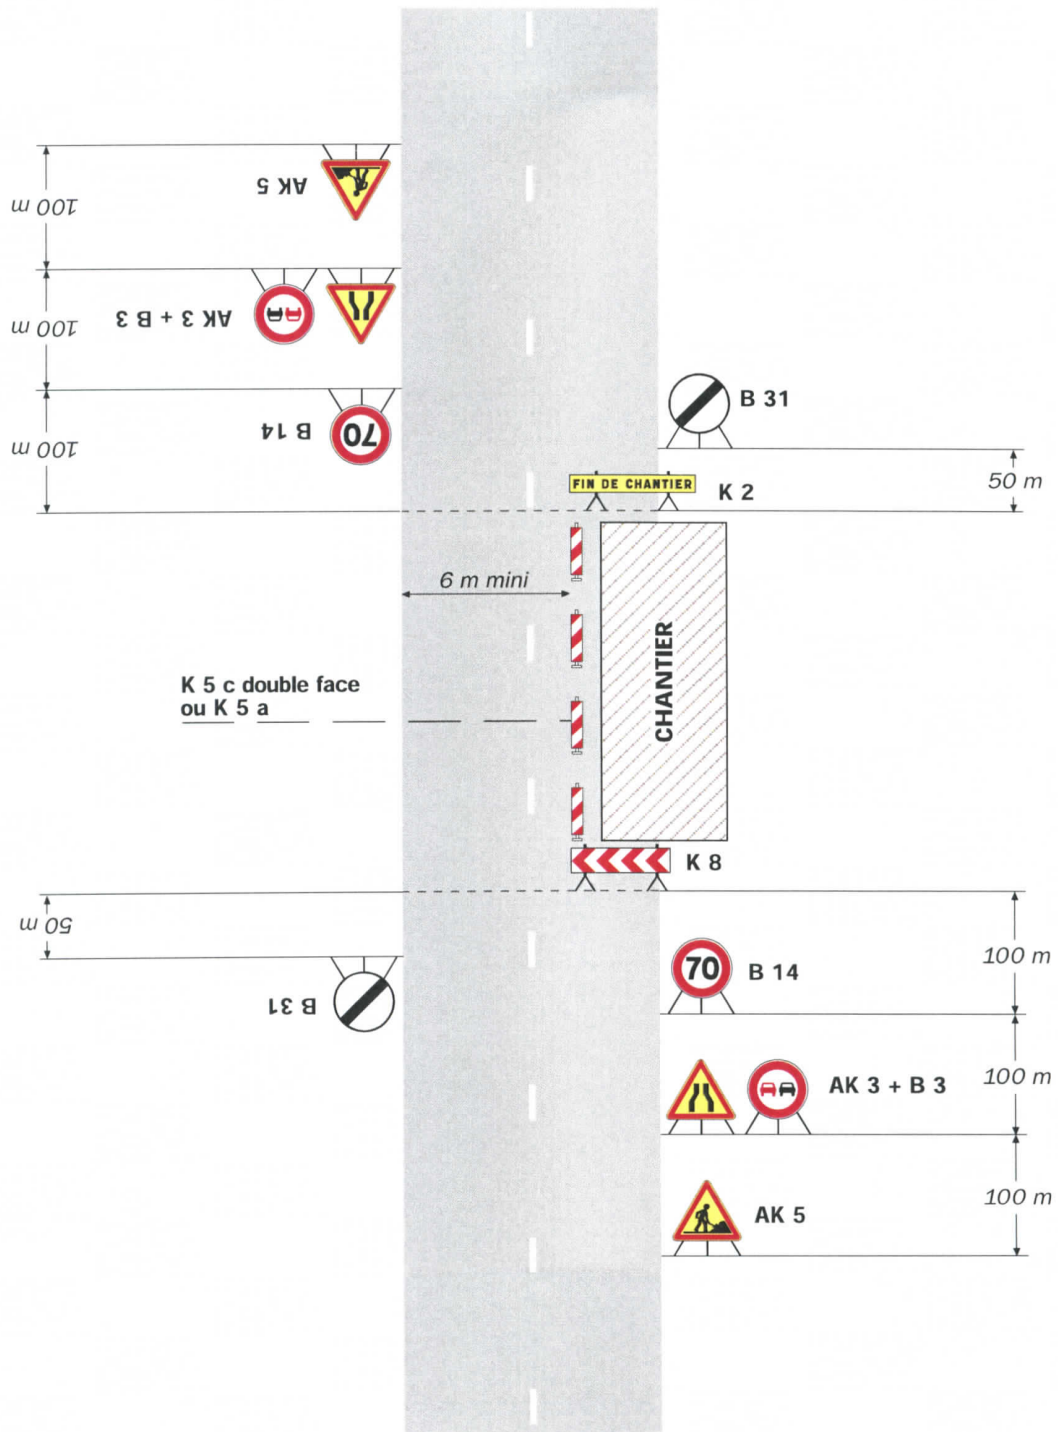 AK 5
100 m
AK 3 + B 3
100 m
70
B 14
100 m
B 31
50 m
FIN DE CHANTIER
K 2
6 m mini
CHANTIER
K 5 c double face
ou K 5 a
K 8
50 m
B 31
100 m
70
B 14
100 m
AK 3 + B 3
100 m
AK 5